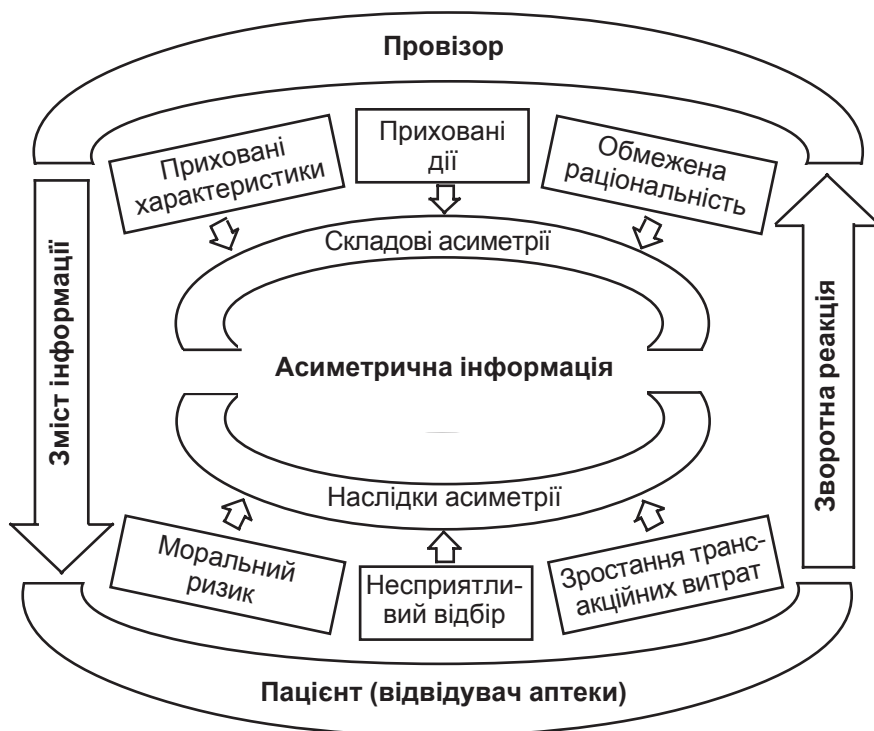 Провізор
Приховані
характеристики
Приховані
дії
Обмежена
раціональність
Складові асиметрії
Зміст інформації
Асиметрична інформація
Зворотна реакція
Наслідки асиметрії
Моральний
ризик
Несприятли-
вий відбір
Зростання транс-
акційних витрат
Пацієнт (відвідувач аптеки)